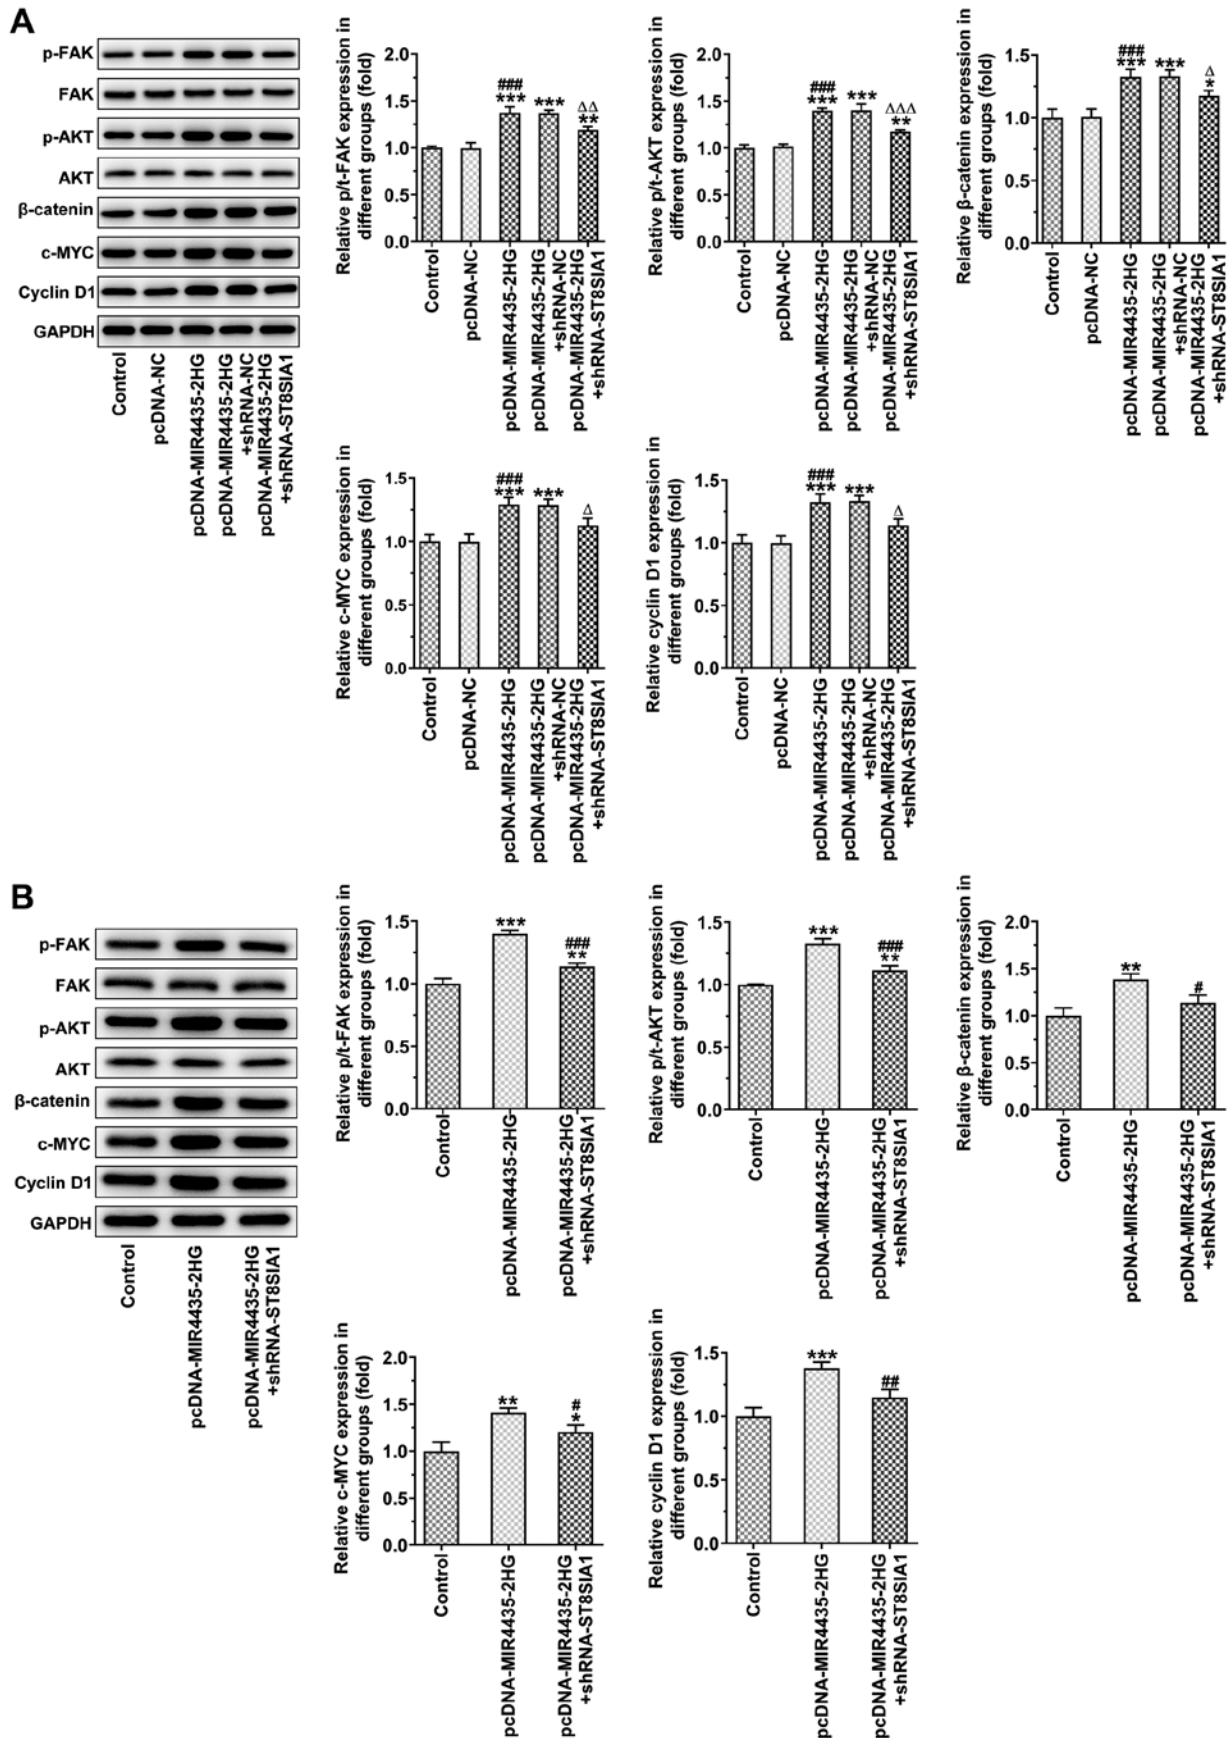 A
p-FAK
FAK
p-AKT
AKT
β-catenin
c-MYC
Cyclin D1
GAPDH
Control
pcDNA-NC
pcDNA-MIR4435-2HG
pcDNA-MIR4435-2HG
+shRNA-NC
pcDNA-MIR4435-2HG
+shRNA-ST8SIA1
Relative p/t-FAK expression in
different groups (fold)
2.0
1.5
1.0
0.5
0.0
###
***
***
ΔΔ
**
Control
pcDNA-NC
pcDNA-MIR4435-2HG
pcDNA-MIR4435-2HG
+shRNA-NC
pcDNA-MIR4435-2HG
+shRNA-ST8SIA1
Relative p/t-AKT expression in
different groups (fold)
2.0
1.5
1.0
0.5
0.0
###
***
***
ΔΔΔ
**
Control
pcDNA-NC
pcDNA-MIR4435-2HG
pcDNA-MIR4435-2HG
+shRNA-NC
pcDNA-MIR4435-2HG
+shRNA-ST8SIA1
Relative β-catenin expression in
different groups (fold)
1.5
1.0
0.5
0.0
###
***
***
Δ
*
Control
pcDNA-NC
pcDNA-MIR4435-2HG
pcDNA-MIR4435-2HG
+shRNA-NC
pcDNA-MIR4435-2HG
+shRNA-ST8SIA1
Relative c-MYC expression in
different groups (fold)
1.5
1.0
0.5
0.0
###
***
***
Δ
Control
pcDNA-NC
pcDNA-MIR4435-2HG
pcDNA-MIR4435-2HG
+shRNA-NC
pcDNA-MIR4435-2HG
+shRNA-ST8SIA1
Relative cyclin D1 expression in
different groups (fold)
1.5
1.0
0.5
0.0
###
***
***
Δ
Control
pcDNA-NC
pcDNA-MIR4435-2HG
pcDNA-MIR4435-2HG
+shRNA-NC
pcDNA-MIR4435-2HG
+shRNA-ST8SIA1
B
p-FAK
FAK
p-AKT
AKT
β-catenin
c-MYC
Cyclin D1
GAPDH
Control
pcDNA-MIR4435-2HG
pcDNA-MIR4435-2HG
+shRNA-ST8SIA1
Relative p/t-FAK expression in
different groups (fold)
1.5
1.0
0.5
0.0
***
###
**
Control
pcDNA-MIR4435-2HG
pcDNA-MIR4435-2HG
+shRNA-ST8SIA1
Relative p/t-AKT expression in
different groups (fold)
1.5
1.0
0.5
0.0
***
###
**
Control
pcDNA-MIR4435-2HG
pcDNA-MIR4435-2HG
+shRNA-ST8SIA1
Relative β-catenin expression in
different groups (fold)
2.0
1.5
1.0
0.5
0.0
**
#
Control
pcDNA-MIR4435-2HG
pcDNA-MIR4435-2HG
+shRNA-ST8SIA1
Relative c-MYC expression in
different groups (fold)
2.0
1.5
1.0
0.5
0.0
**
#
*
Control
pcDNA-MIR4435-2HG
pcDNA-MIR4435-2HG
+shRNA-ST8SIA1
Relative cyclin D1 expression in
different groups (fold)
1.5
1.0
0.5
0.0
***
##
Control
pcDNA-MIR4435-2HG
pcDNA-MIR4435-2HG
+shRNA-ST8SIA1